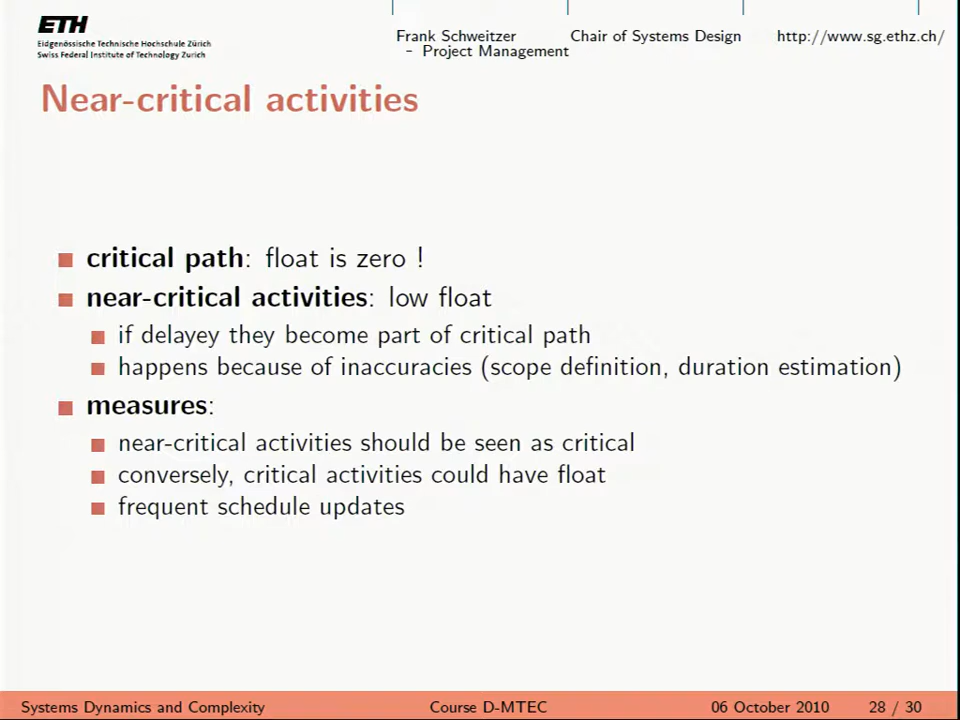 ETH
Eidgenössische Technische Hochschule Zürich
Swiss Federal Institute of Technology Zurich
Frank Schweitzer
- Project Management
Chair of Systems Design
http://www.sg.ethz.ch/
Near-critical activities
critical path: float is zero !
near-critical activities: low float
if delayey they become part of critical path
happens because of inaccuracies (scope definition, duration estimation)
measures:
near-critical activities should be seen as critical
conversely, critical activities could have float
frequent schedule updates
Systems Dynamics and Complexity
Course D-MTEC
06 October 2010
28 / 30